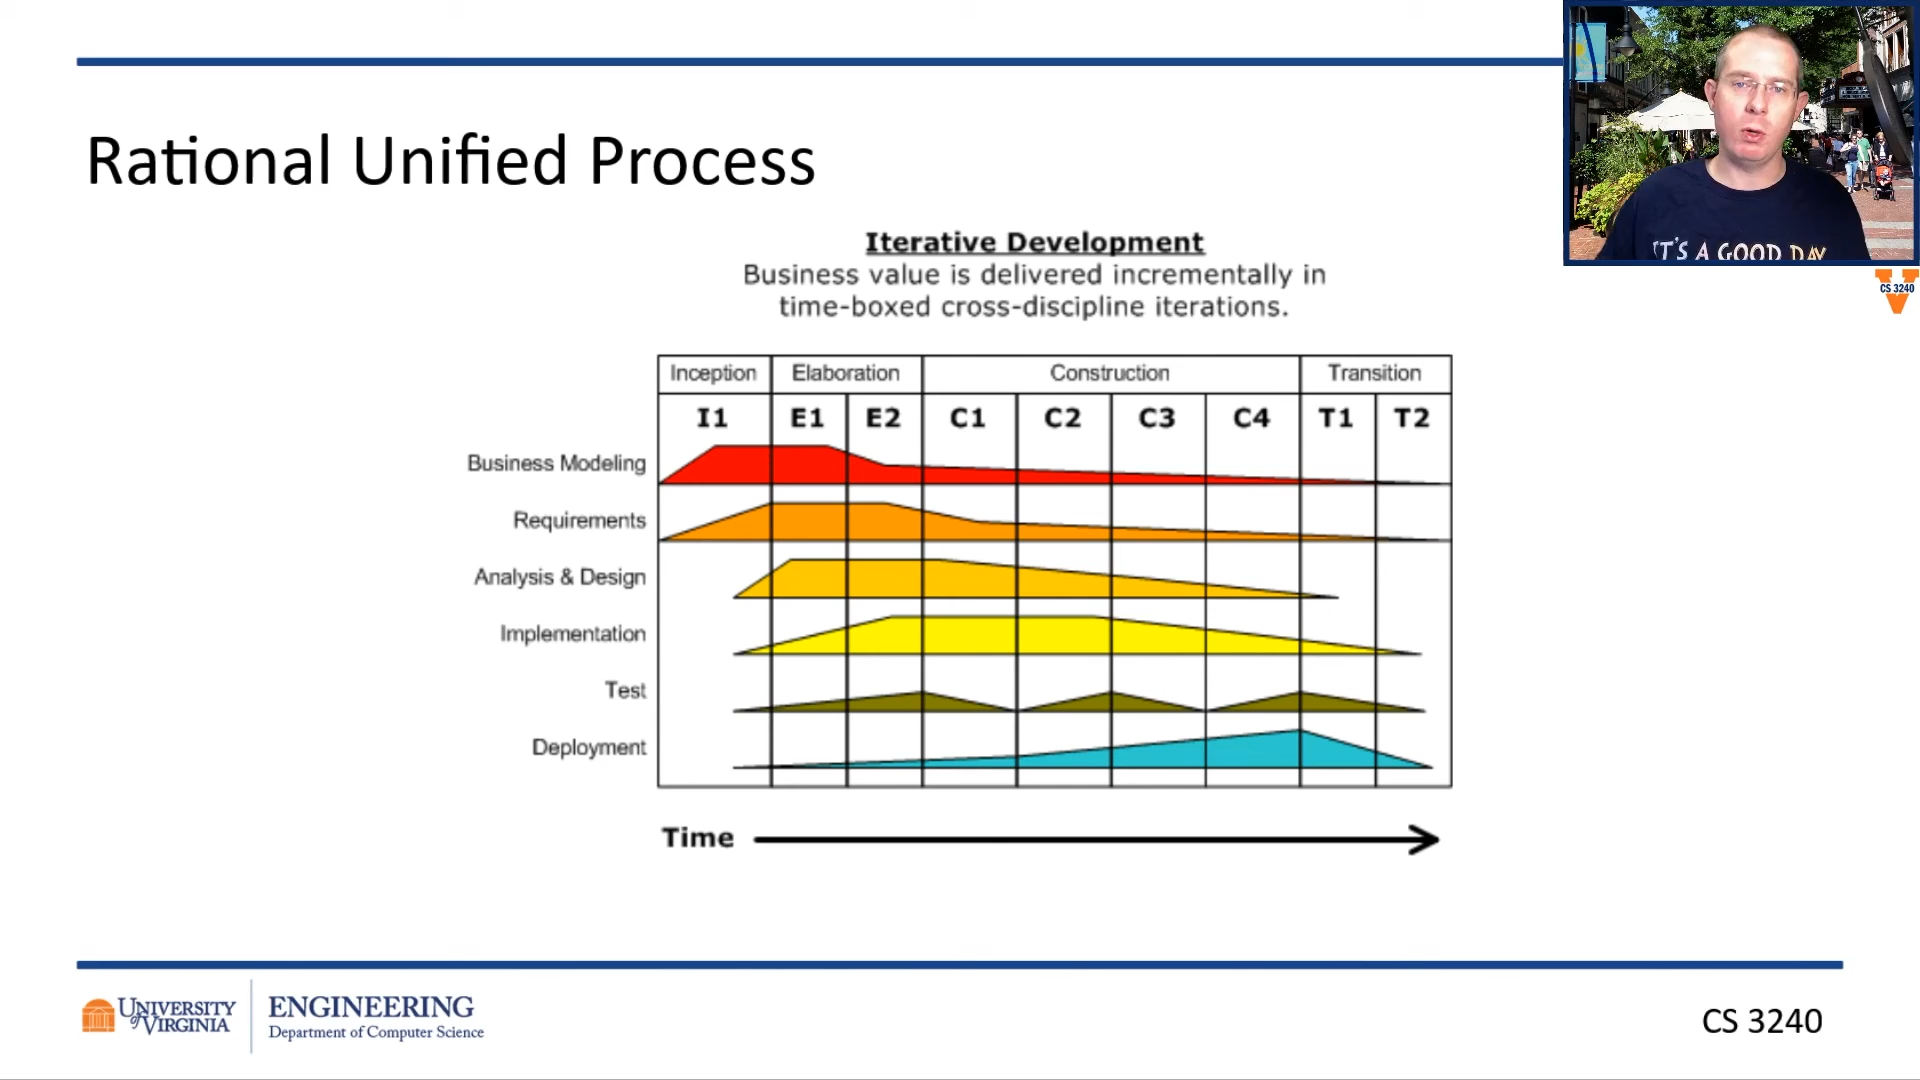 Rational Unified Process
IT'S A GOOD DAY
CS 3240
Iterative Development
Business value is delivered incrementally in
time-boxed cross-discipline iterations.
Inception Elaboration Construction Transition
I1 E1 E2 C1 C2 C3 C4 T1 T2
Business Modeling
Requirements
Analysis & Design
Implementation
Test
Deployment
Time
UNIVERSITY of VIRGINIA
ENGINEERING
Department of Computer Science
CS 3240